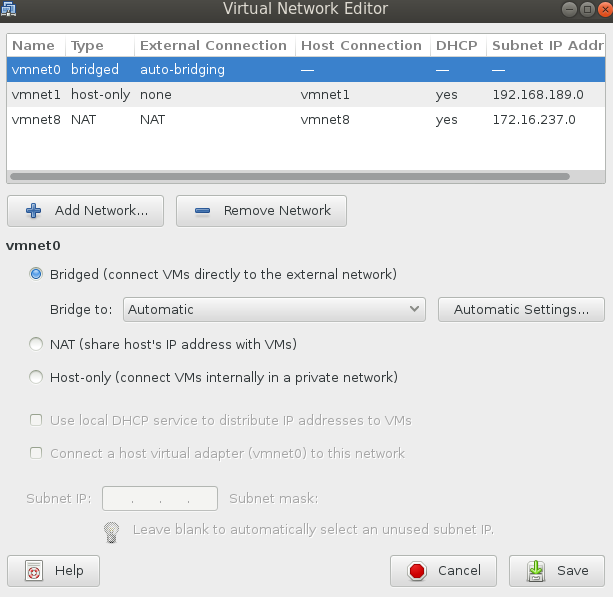 Virtual Network Editor
Name Type External Connection Host Connection DHCP Subnet IP Addr
vmnet0 bridged auto-bridging — — —
vmnet1 host-only none vmnet1 yes 192.168.189.0
vmnet8 NAT NAT vmnet8 yes 172.16.237.0
Add Network... Remove Network
vmnet0
Bridged (connect VMs directly to the external network)
Bridge to: Automatic Automatic Settings...
NAT (share host's IP address with VMs)
Host-only (connect VMs internally in a private network)
Use local DHCP service to distribute IP addresses to VMs
Connect a host virtual adapter (vmnet0) to this network
Subnet IP: . . . Subnet mask:
Leave blank to automatically select an unused subnet IP.
Help Cancel Save